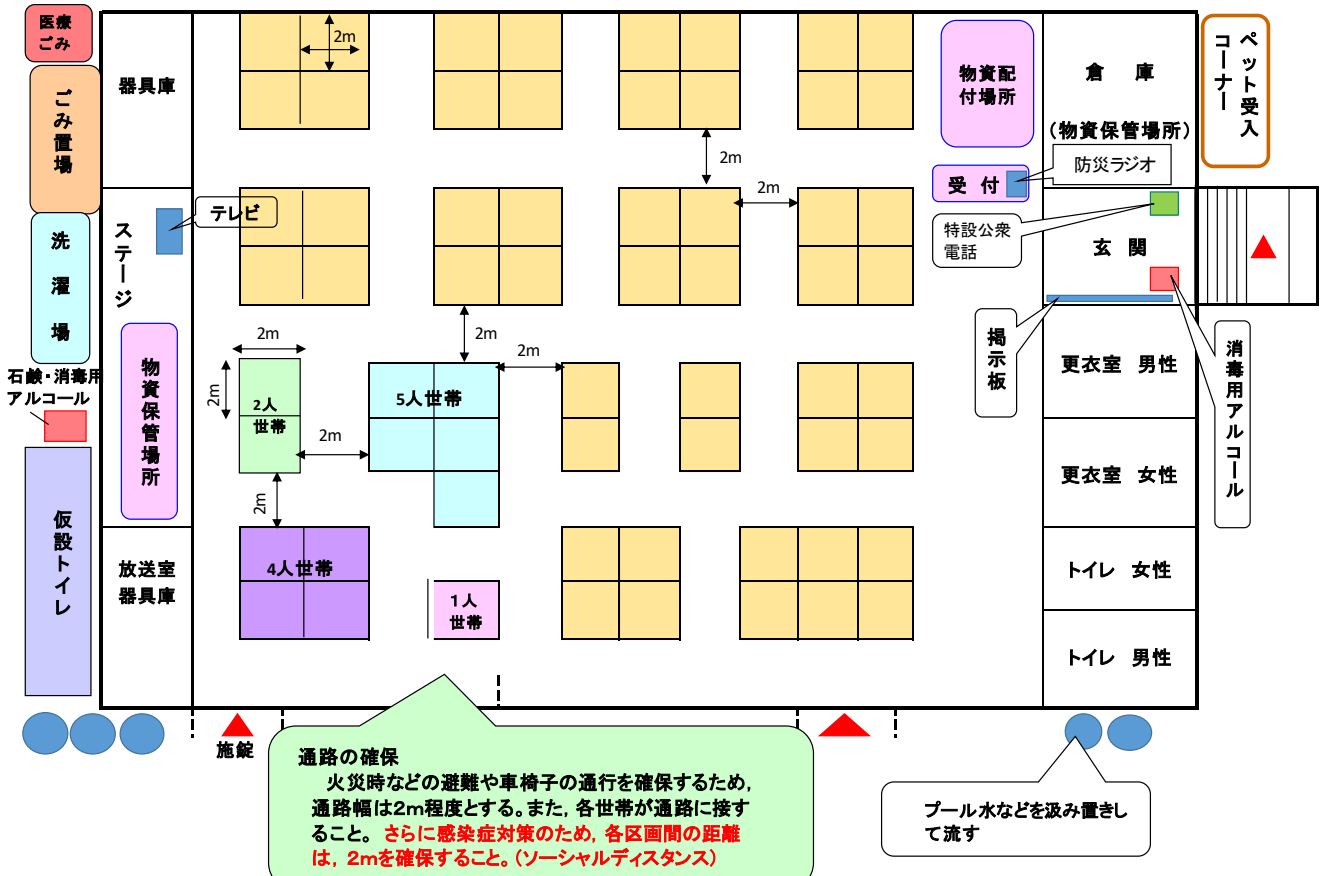 医療
ごみ
ごみ置場
洗濯場
石鹸・消毒用
アルコール
仮設トイレ
器具庫
ステージ
テレビ
物資保管場所
放送室
器具庫
2m
2m
2m
2m
2m
2m
2m
2m
2m
2人
世帯
5人世帯
4人世帯
1人
世帯
物資配
付場所
受　付
防災ラジオ
特設公衆
電話
倉　庫
（物資保管場所）
ペット受入
コーナー
玄　関
掲示板
消毒用アルコール
更衣室　男性
更衣室　女性
トイレ　女性
トイレ　男性
施錠
通路の確保
火災時などの避難や車椅子の通行を確保するため，
通路幅は2ｍ程度とする。また，各世帯が通路に接す
ること。さらに感染症対策のため，各区画間の距離
は，2ｍを確保すること。（ソーシャルディスタンス）
プール水などを汲み置きし
て流す